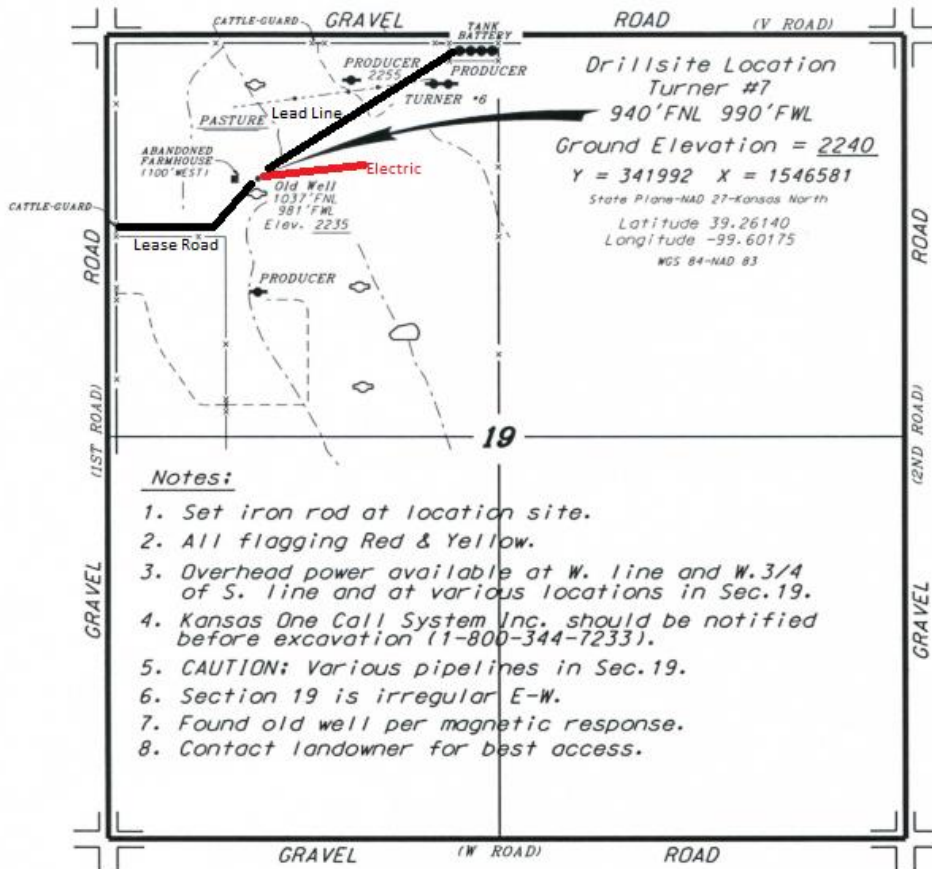 CATTLE-GUARD
GRAVEL ROAD (V ROAD)
TANK
BATTERY
PRODUCER
2255
PRODUCER
TURNER #6
Lead Line
PASTURE
Drillsite Location
Turner #7
940'FNL 990'FWL
Ground Elevation = 2240
Y = 341992 X = 1546581
State Plane-NAD 27-Kansas North
Latitude 39.26140
Longitude -99.60175
WGS 84-NAD 83
ABANDONED
FARMHOUSE
(100'WEST)
Electric
Old Well
1037'FNL
981'FWL
Elev. 2235
CATTLE-GUARD
Lease Road
ROAD
ROAD
PRODUCER
(1ST ROAD)
(2ND ROAD)
19
Notes:
1. Set iron rod at location site.
2. All flagging Red & Yellow.
3. Overhead power available at W. line and W.3/4
of S. line and at various locations in Sec.19.
4. Kansas One Call System Inc. should be notified
before excavation (1-800-344-7233).
5. CAUTION: Various pipelines in Sec.19.
6. Section 19 is irregular E-W.
7. Found old well per magnetic response.
8. Contact landowner for best access.
GRAVEL
GRAVEL
GRAVEL (W ROAD) ROAD